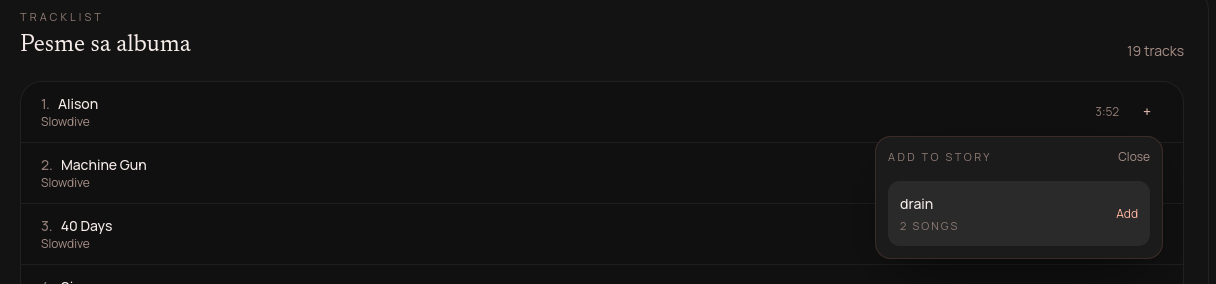 TRACKLIST
Pesme sa albuma
19 tracks
1. Alison
Slowdive
3:52 +
ADD TO STORY Close
2. Machine Gun
Slowdive
drain
2 SONGS
Add
3. 40 Days
Slowdive